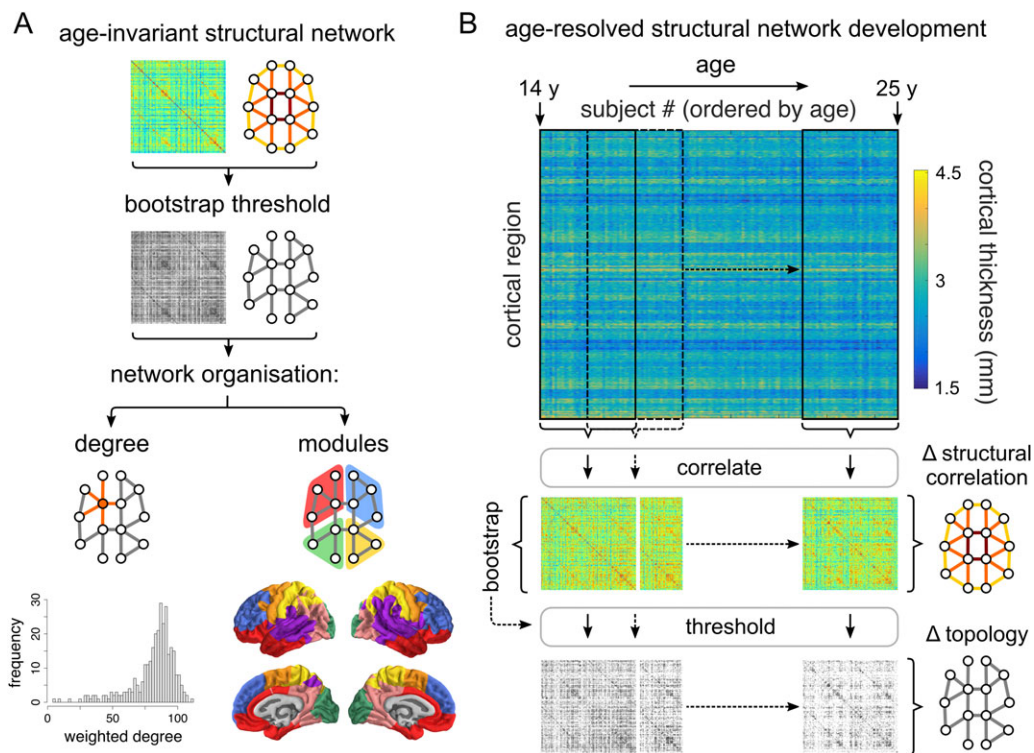 A
age-invariant structural network
bootstrap threshold
network organisation:
degree
modules
30
20
10
0
frequency
0
50
100
weighted degree
B
age-resolved structural network development
age
14 y
25 y
subject # (ordered by age)
cortical region
4.5
3
1.5
cortical thickness (mm)
correlate
Δ structural
correlation
bootstrap
threshold
Δ topology